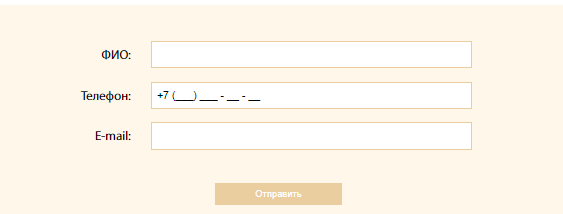 ФИО:
Телефон: +7 (___) ___ - __ - __
E-mail:
Отправить